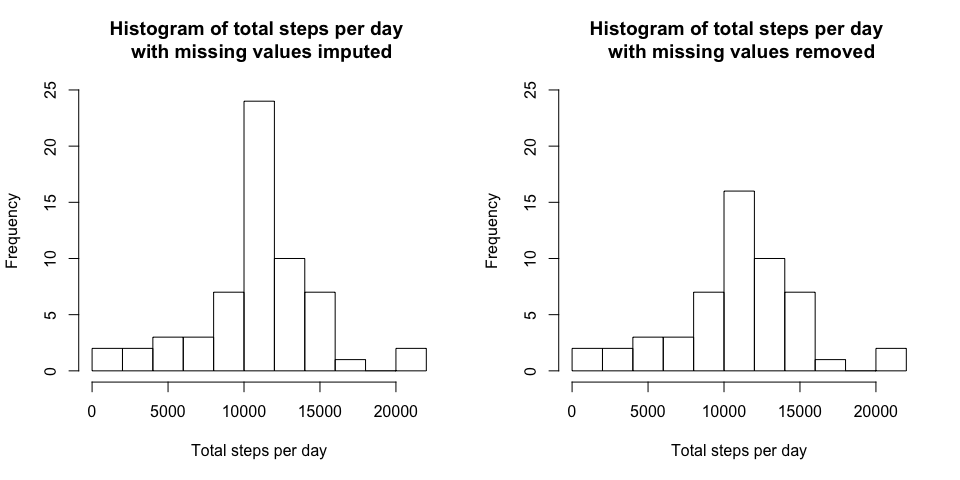 Histogram of total steps per day
with missing values imputed
25
20
15
10
5
0
Frequency
0 5000 10000 15000 20000
Total steps per day
Histogram of total steps per day
with missing values removed
25
20
15
10
5
0
Frequency
0 5000 10000 15000 20000
Total steps per day